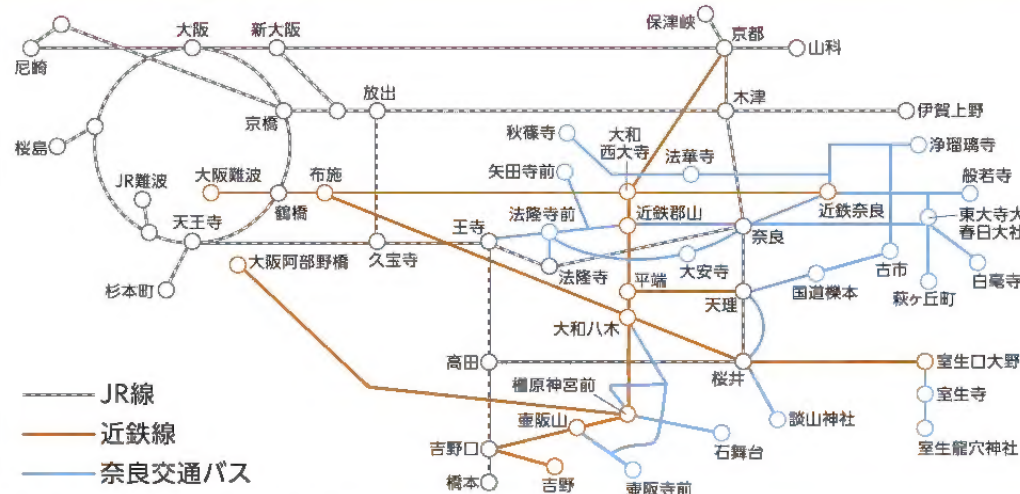 保津峡
大阪
新大阪
京都
山科
尼崎
放出
木津
京橋
伊賀上野
桜島
秋篠寺
大和
西大寺
法華寺
浄瑠璃寺
矢田寺前
JR難波
大阪難波
布施
般若寺
鶴橋
法隆寺前
近鉄郡山
近鉄奈良
東大寺大
春日大社
天王寺
王寺
奈良
久宝寺
大阪阿部野橋
法隆寺
大安寺
古市
白毫寺
杉本町
平端
天理
国道櫟本
萩ヶ丘町
大和八木
高田
桜井
室生口大野
橿原神宮前
室生寺
JR線
壺阪山
談山神社
近鉄線
吉野口
石舞台
室生龍穴神社
奈良交通バス
橋本
吉野
壺阪寺前